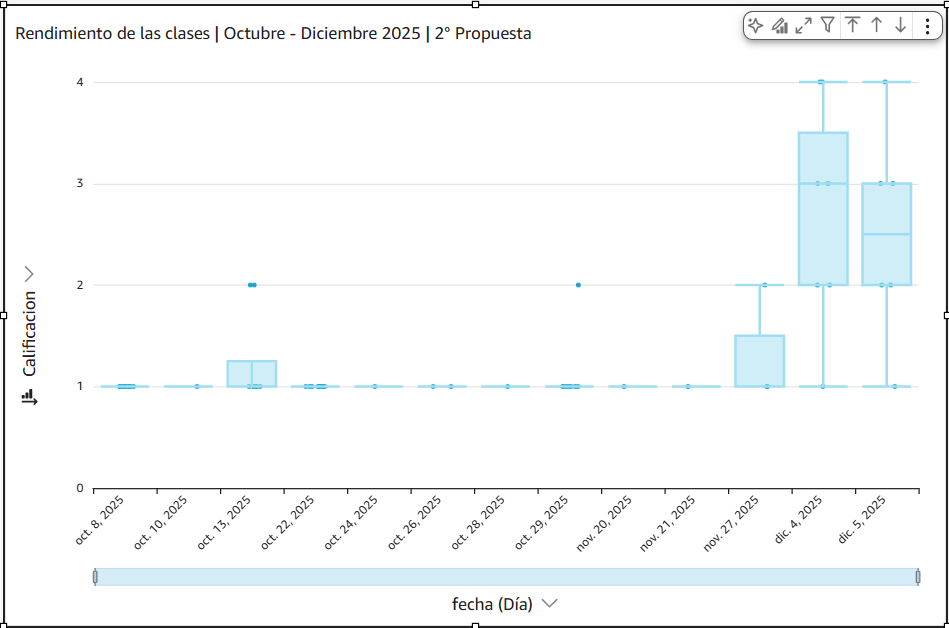 Rendimiento de las clases | Octubre - Diciembre 2025 | 2° Propuesta
Calificacion
4
3
2
1
0
oct. 8, 2025
oct. 10, 2025
oct. 13, 2025
oct. 22, 2025
oct. 24, 2025
oct. 26, 2025
oct. 28, 2025
oct. 29, 2025
nov. 20, 2025
nov. 21, 2025
nov. 27, 2025
dic. 4, 2025
dic. 5, 2025
fecha (Día)